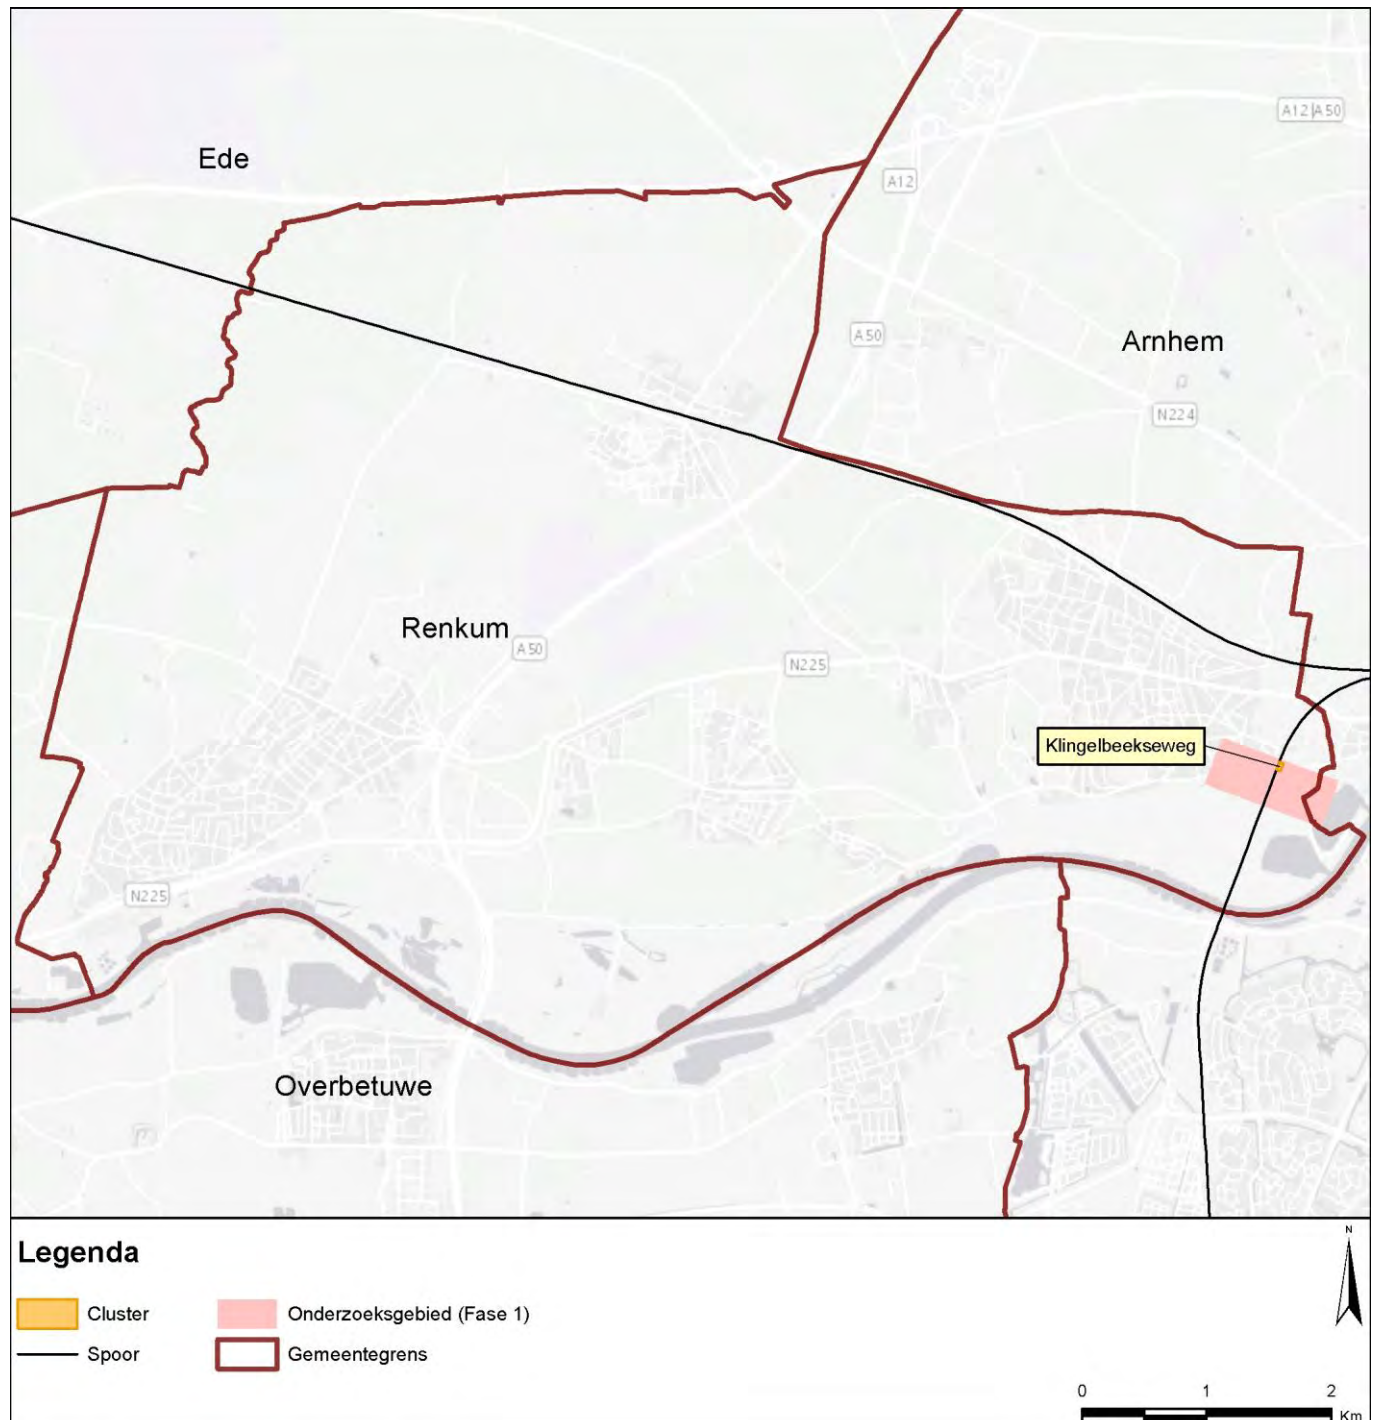 Ede
A12|A50
A12
A50
Arnhem
N224
Renkum
A50
N225
Klingelbeekseweg
N225
Overbetuwe
Legenda
N
Cluster
Onderzoeksgebied (Fase 1)
Spoor
Gemeentegrens
0 1 2
Km